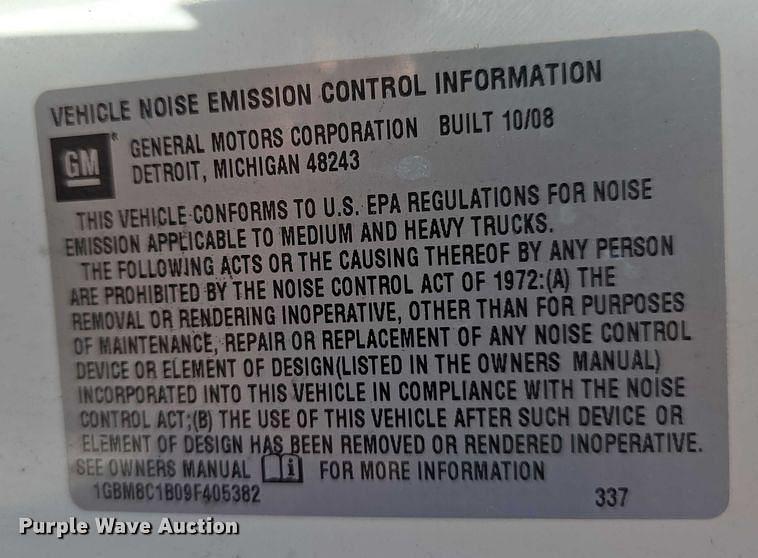 VEHICLE NOISE EMISSION CONTROL INFORMATION
GM® GENERAL MOTORS CORPORATION BUILT 10/08
DETROIT, MICHIGAN 48243
THIS VEHICLE CONFORMS TO U.S. EPA REGULATIONS FOR NOISE
EMISSION APPLICABLE TO MEDIUM AND HEAVY TRUCKS.
THE FOLLOWING ACTS OR THE CAUSING THEREOF BY ANY PERSON
ARE PROHIBITED BY THE NOISE CONTROL ACT OF 1972:(A) THE
REMOVAL OR RENDERING INOPERATIVE, OTHER THAN FOR PURPOSES
OF MAINTENANCE, REPAIR OR REPLACEMENT OF ANY NOISE CONTROL
DEVICE OR ELEMENT OF DESIGN(LISTED IN THE OWNERS MANUAL)
INCORPORATED INTO THIS VEHICLE IN COMPLIANCE WITH THE NOISE
CONTROL ACT;(B) THE USE OF THIS VEHICLE AFTER SUCH DEVICE OR
ELEMENT OF DESIGN HAS BEEN REMOVED OR RENDERED INOPERATIVE.
SEE OWNERS MANUAL i FOR MORE INFORMATION
1GBM8C1B09F405382 337
Purple Wave Auction